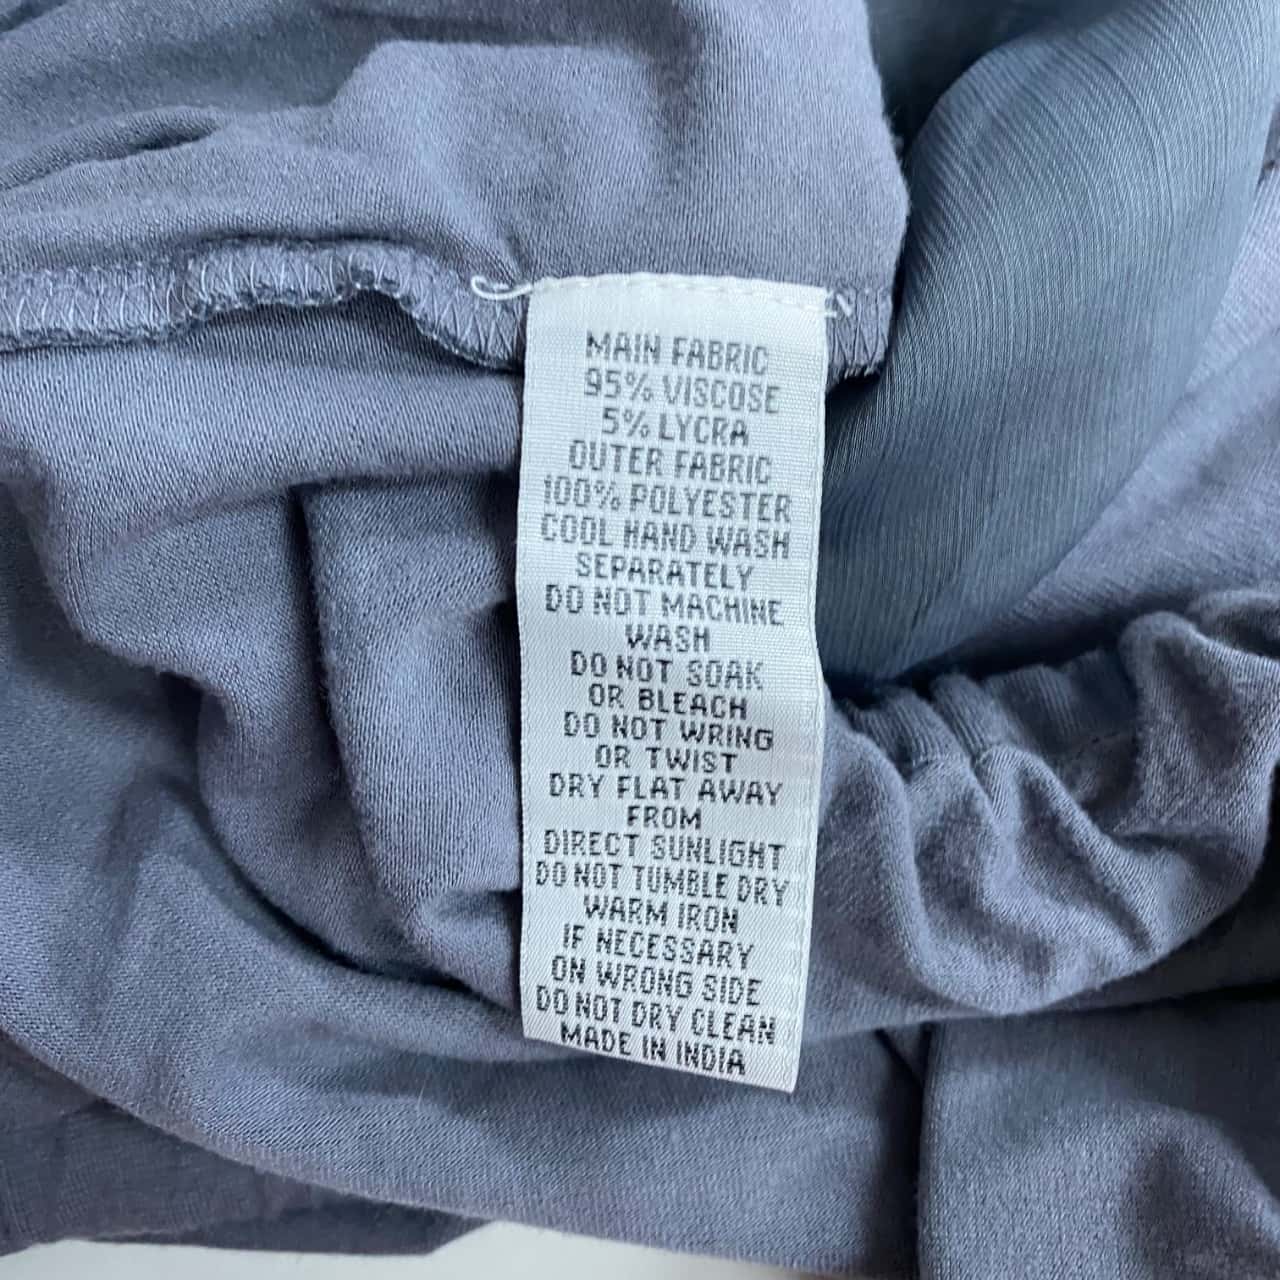 MAIN FABRIC
95% VISCOSE
5% LYCRA
OUTER FABRIC
100% POLYESTER
COOL HAND WASH
SEPARATELY
DO NOT MACHINE
WASH
DO NOT SOAK
OR BLEACH
DO NOT WRING
OR TWIST
DRY FLAT AWAY
FROM
DIRECT SUNLIGHT
DO NOT TUMBLE DRY
WARM IRON
IF NECESSARY
ON WRONG SIDE
DO NOT DRY CLEAN
MADE IN INDIA